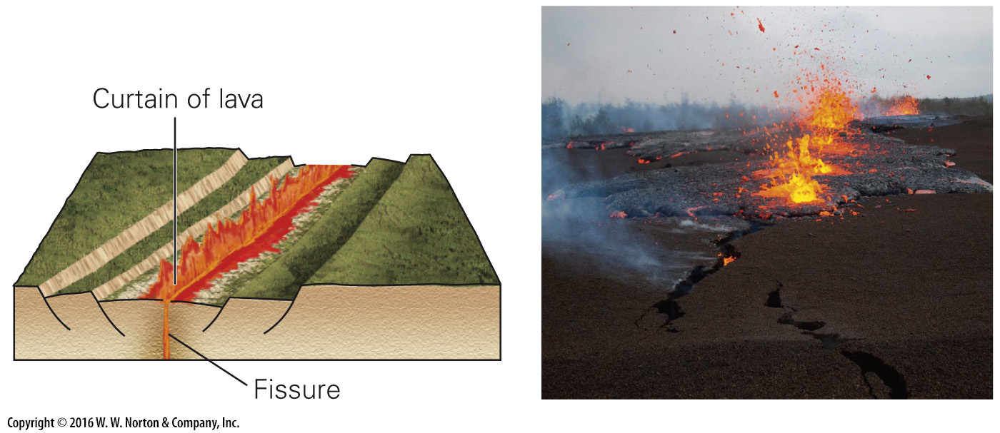 Curtain of lava
Fissure
Copyright © 2016 W. W. Norton & Company, Inc.